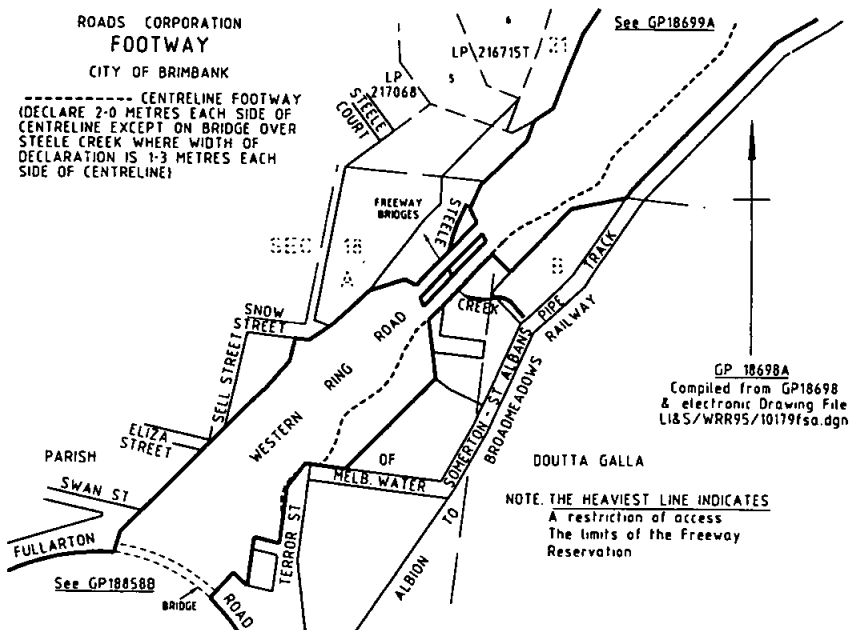 ROADS CORPORATION
FOOTWAY
CITY OF BRIMBANK
CENTRELINE FOOTWAY
(DECLARE 2·0 METRES EACH SIDE OF
CENTRELINE EXCEPT ON BRIDGE OVER
STEELE CREEK WHERE WIDTH OF
DECLARATION IS 1·3 METRES EACH
SIDE OF CENTRELINE)
See GP18699A
6
21
LP 216715T
5
LP
217068
STEELE
COURT
FREEWAY
BRIDGES
STEELE
SEC 18
A
B
CREEK
SNOW
STREET
SELL STREET
ELIZA
STREET
WESTERN RING ROAD
SOMERTON - ST ALBANS PIPE TRACK
ALBION TO BROADMEADOWS RAILWAY
GP 18698A
Compiled from GP18698
& electronic Drawing File
LI&S/WRR95/10179fsa.dgn
PARISH
OF
DOUTTA GALLA
MELB. WATER
SWAN ST
FULLARTON
ROAD
TERROR ST
See GP18858B
BRIDGE
NOTE. THE HEAVIEST LINE INDICATES
A restriction of access
The limits of the Freeway
Reservation